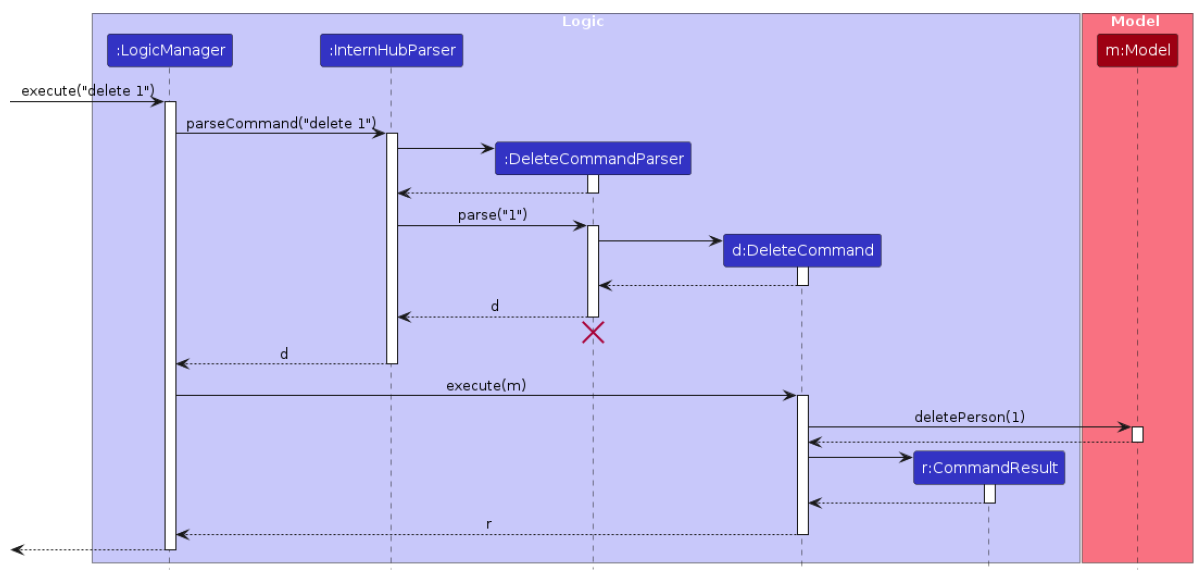 Logic
Model
:LogicManager
:InternHubParser
m:Model
execute("delete 1")
parseCommand("delete 1")
:DeleteCommandParser
parse("1")
d:DeleteCommand
d
d
execute(m)
deletePerson(1)
r:CommandResult
r